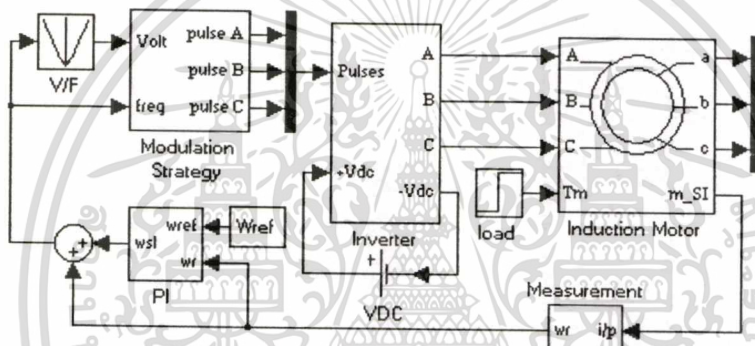 V/F
Volt
freq
pulse A
pulse B
pulse C
Modulation
Strategy
Pulses
+Vdc
A
B
C
-Vdc
Inverter
+
VDC
load
A
B
C
Tm
a
b
c
m_SI
Induction Motor
+
+
wsl
wref
wr
PI
Wref
Measurement
wr
i/p